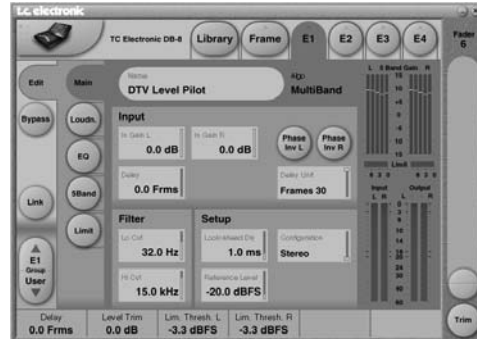 t.c. electronic
TC Electronic DB-8
Library
Frame
E1
E2
E3
E4
Fader
6
Edit
Main
Name
DTV Level Pilot
Algo
MultiBand
L 5 Band Gain R
Bypass
Loudn.
Input
In Gain L
0.0 dB
In Gain R
0.0 dB
Phase
Inv L
Phase
Inv R
EQ
Delay
0.0 Frms
Delay Unit
Frames 30
Limit
Input
L R
Output
L R
Link
5Band
Limit
Filter
Lo Cut
32.0 Hz
Hi Cut
15.0 kHz
Setup
Look-Ahead Dly
1.0 ms
Configuration
Stereo
Reference Level
-20.0 dBFS
E1
Group
User
Delay
0.0 Frms
Level Trim
0.0 dB
Lim. Thresh. L
-3.3 dBFS
Lim. Thresh. R
-3.3 dBFS
Trim